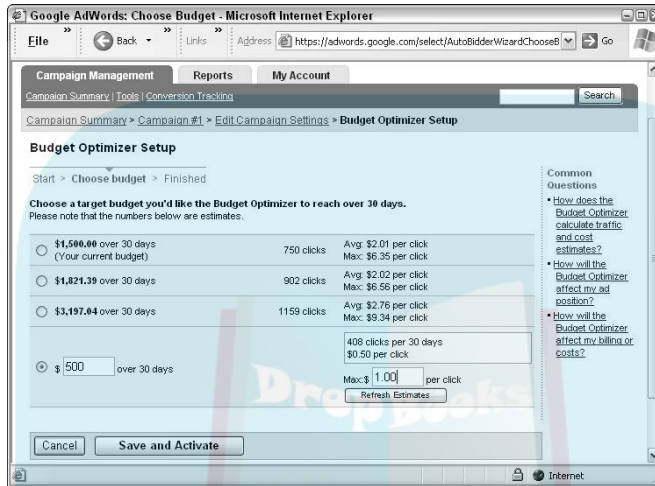 Google AdWords: Choose Budget - Microsoft Internet Explorer
File » Back » Links Address https://adwords.google.com/select/AutoBidderWizardChooseB Go
Campaign Management Reports My Account
Campaign Summary | Tools | Conversion Tracking Search
Campaign Summary > Campaign #1 > Edit Campaign Settings > Budget Optimizer Setup
Budget Optimizer Setup
Start > Choose budget > Finished
Choose a target budget you'd like the Budget Optimizer to reach over 30 days.
Please note that the numbers below are estimates.
$1,500.00 over 30 days 750 clicks Avg: $2.01 per click
(Your current budget) Max: $6.35 per click
$1,821.39 over 30 days 902 clicks Avg: $2.02 per click
Max: $6.56 per click
$3,197.04 over 30 days 1159 clicks Avg: $2.76 per click
Max: $9.34 per click
408 clicks per 30 days
$0.50 per click
$ 500 over 30 days
Max: $ 1.00 per click
Refresh Estimates
Cancel Save and Activate
Common
Questions
• How does the
Budget Optimizer
calculate traffic
and cost
estimates?
• How will the
Budget Optimizer
affect my ad
position?
• How will the
Budget Optimizer
affect my billing or
costs?
Drop Books
Internet